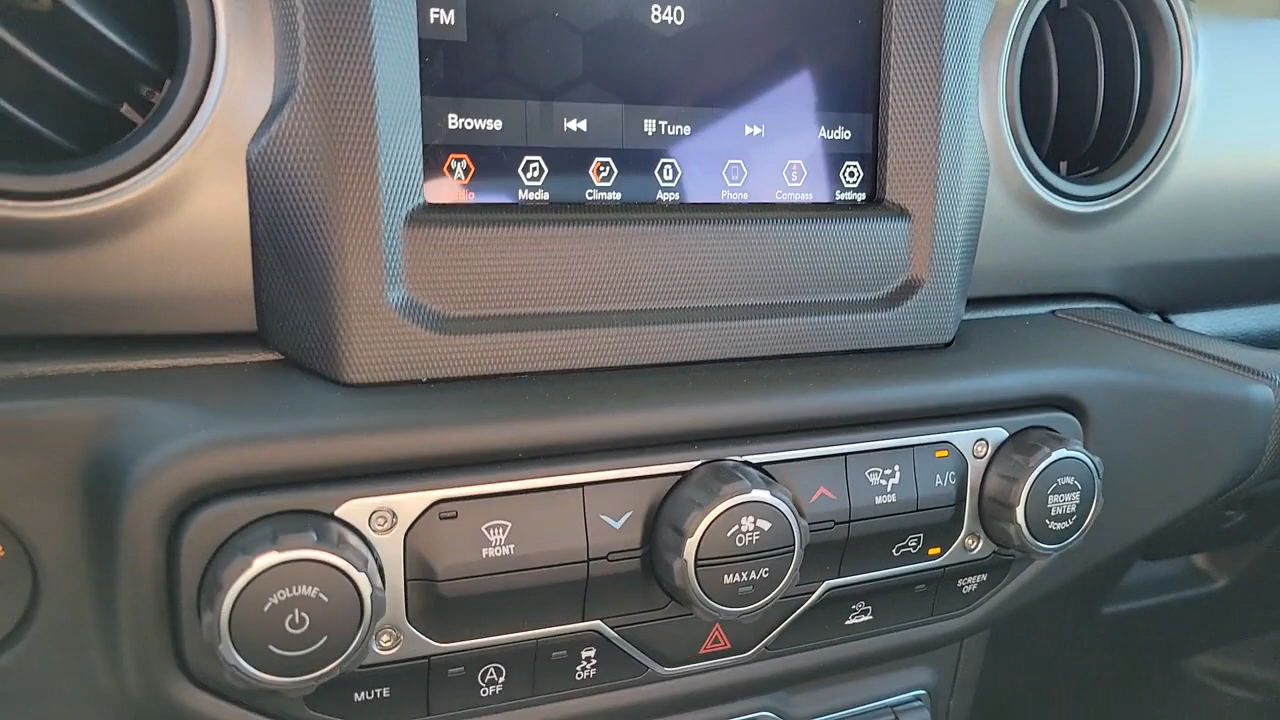 FM
840
Browse
Tune
Audio
Media
Climate
Apps
Phone
Compass
Settings
FRONT
OFF
MAX A/C
MODE
A/C
TUNE
BROWSE
ENTER
SCROLL
VOLUME
MUTE
A
OFF
OFF
SCREEN
OFF